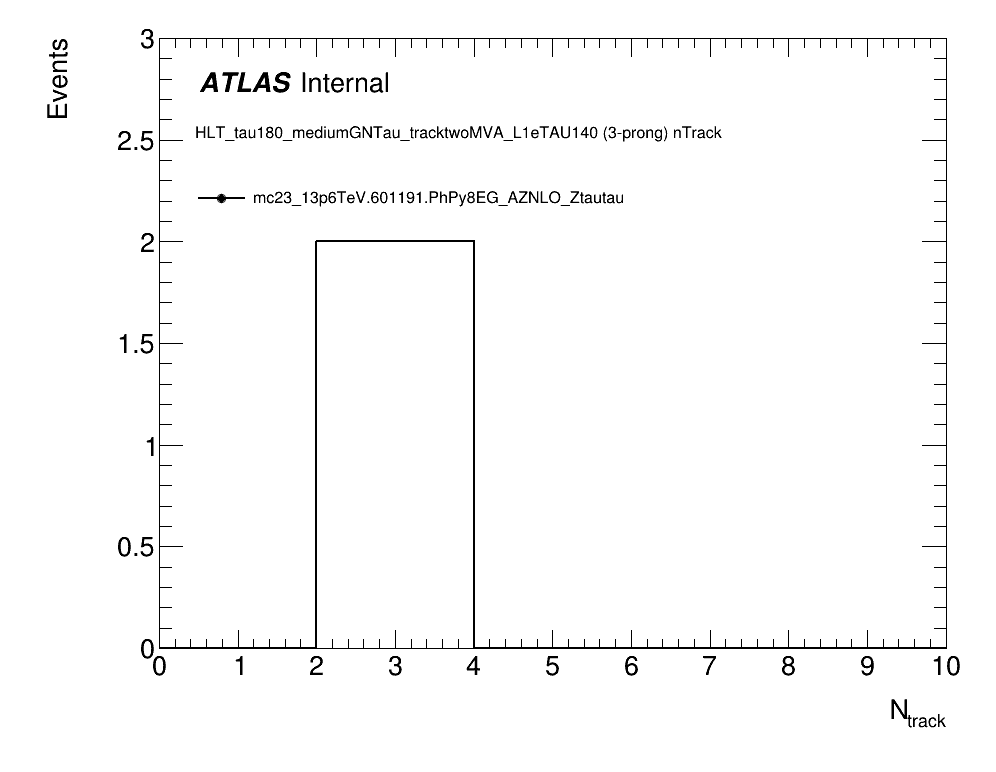 Events
3
2.5
2
1.5
1
0.5
0
ATLAS Internal
HLT_tau180_mediumGNTau_tracktwoMVA_L1eTAU140 (3-prong) nTrack
mc23_13p6TeV.601191.PhPy8EG_AZNLO_Ztautau
0 1 2 3 4 5 6 7 8 9 10
Ntrack